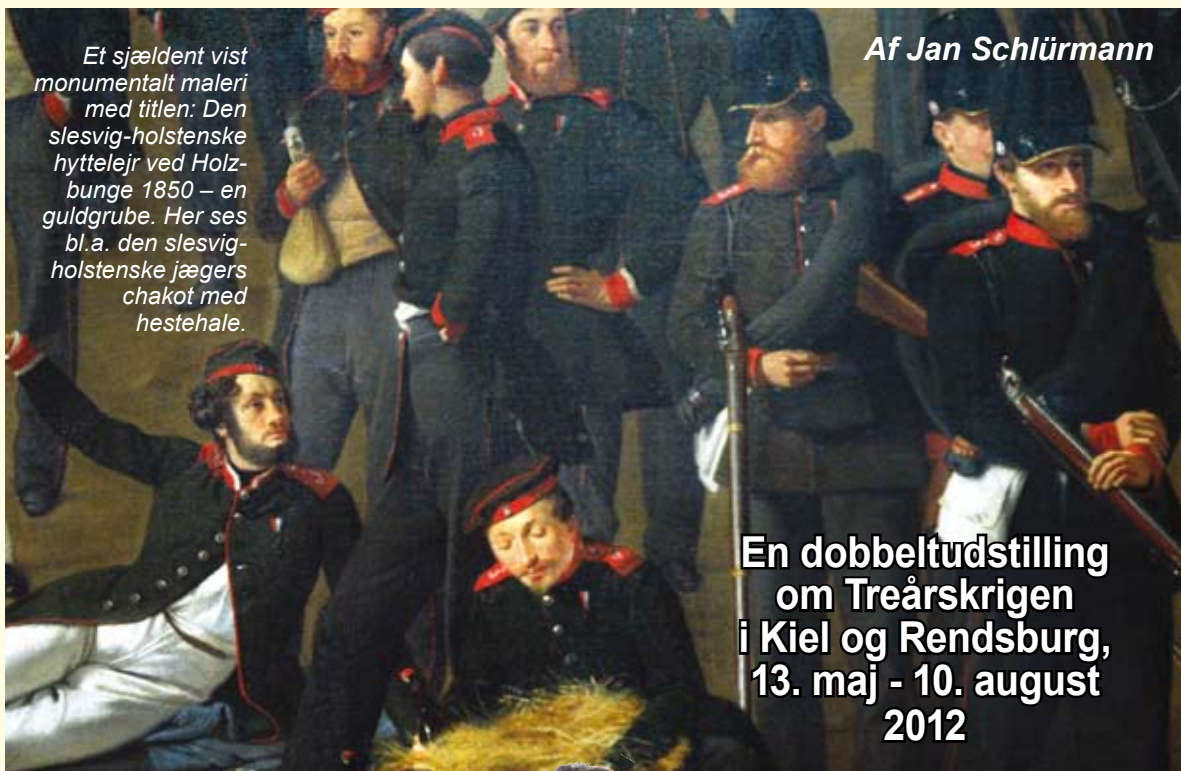 Et sjældent vist
monumentalt maleri
med titlen: Den
slesvig-holstenske
hyttelejr ved Holz-
bunge 1850 – en
guldgrube. Her ses
bl.a. den slesvig-
holstenske jægers
chakot med
hestehale.
Af Jan Schlürmann
En dobbeltudstilling
om Treårskrigen
i Kiel og Rendsburg,
13. maj - 10. august
2012